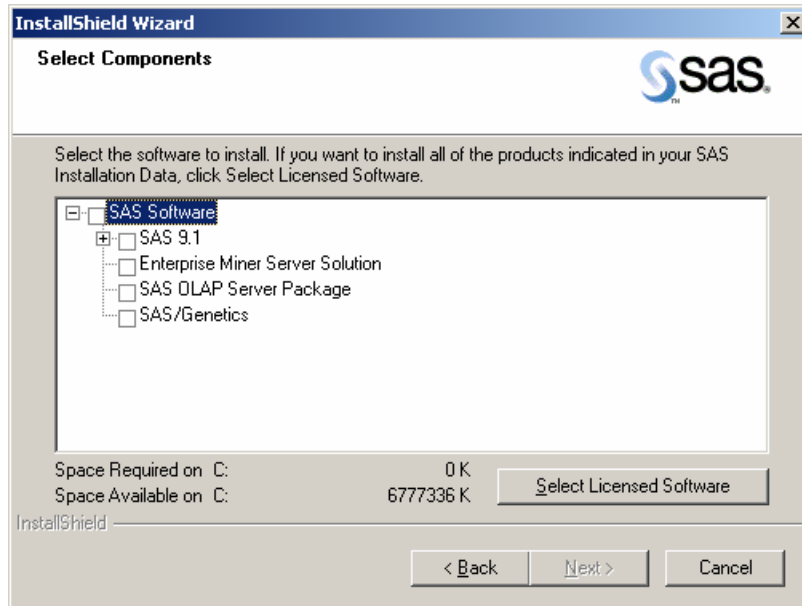 InstallShield Wizard
Select Components
sas.
TM
Select the software to install. If you want to install all of the products indicated in your SAS
Installation Data, click Select Licensed Software.
SAS Software
SAS 9.1
Enterprise Miner Server Solution
SAS OLAP Server Package
SAS/Genetics
Space Required on C: 0 K
Space Available on C: 6777336 K
Select Licensed Software
InstallShield
< Back Next > Cancel